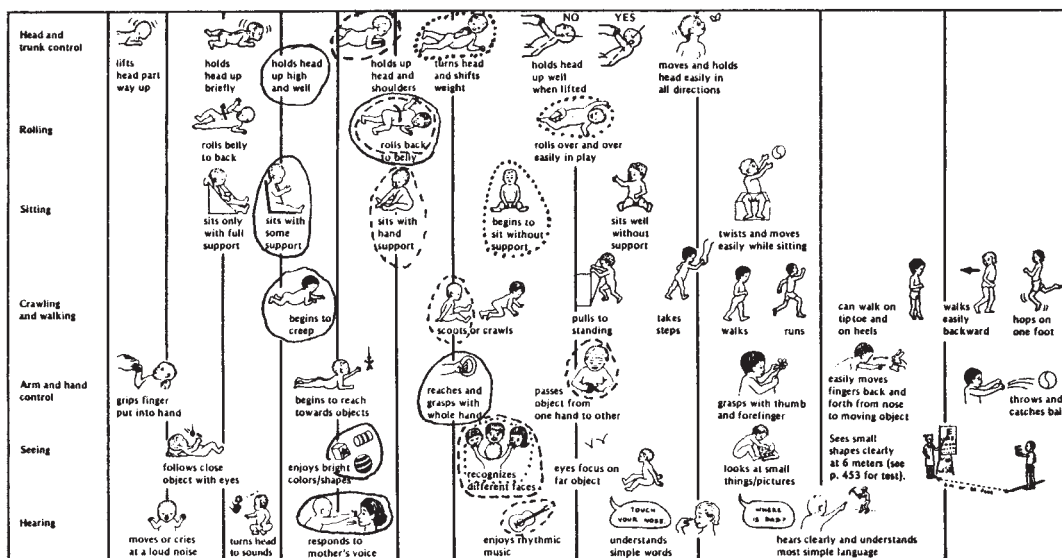 Head and
trunk control
lifts
head part
way up
holds
head up
briefly
holds head
up high
and well
holds up
head and
shoulders
turns head
and shifts
weight
NO
YES
holds head
up well
when lifted
moves and holds
head easily in
all directions
Rolling
rolls belly
to back
rolls back
to belly
rolls over and over
easily in play
Sitting
sits only
with full
support
sits with
some
support
sits with
hand
support
begins to
sit without
support
sits well
without
support
twists and moves
easily while sitting
Crawling
and walking
begins to
creep
scoots or crawls
pulls to
standing
takes
steps
walks
runs
can walk on
tiptoe and
on heels
walks
easily
backward
hops on
one foot
Arm and hand
control
grips finger
put into hand
begins to reach
towards objects
reaches and
grasps with
whole hand
passes
object from
one hand to other
grasps with thumb
and forefinger
easily moves
fingers back and
forth from nose
to moving object
throws and
catches bal
Seeing
follows close
object with eyes
enjoys bright
colors/shapes
recognizes
different faces
eyes focus on
far object
looks at small
things/pictures
Sees small
shapes clearly
at 6 meters (see
p. 453 for test).
Hearing
moves or cries
at a loud noise
turns head
to sounds
responds to
mother's voice
enjoys rhythmic
music
TOUCH
YOUR NOSE
understands
simple words
WHERE
IS DAD?
hears clearly and understands
most simple language